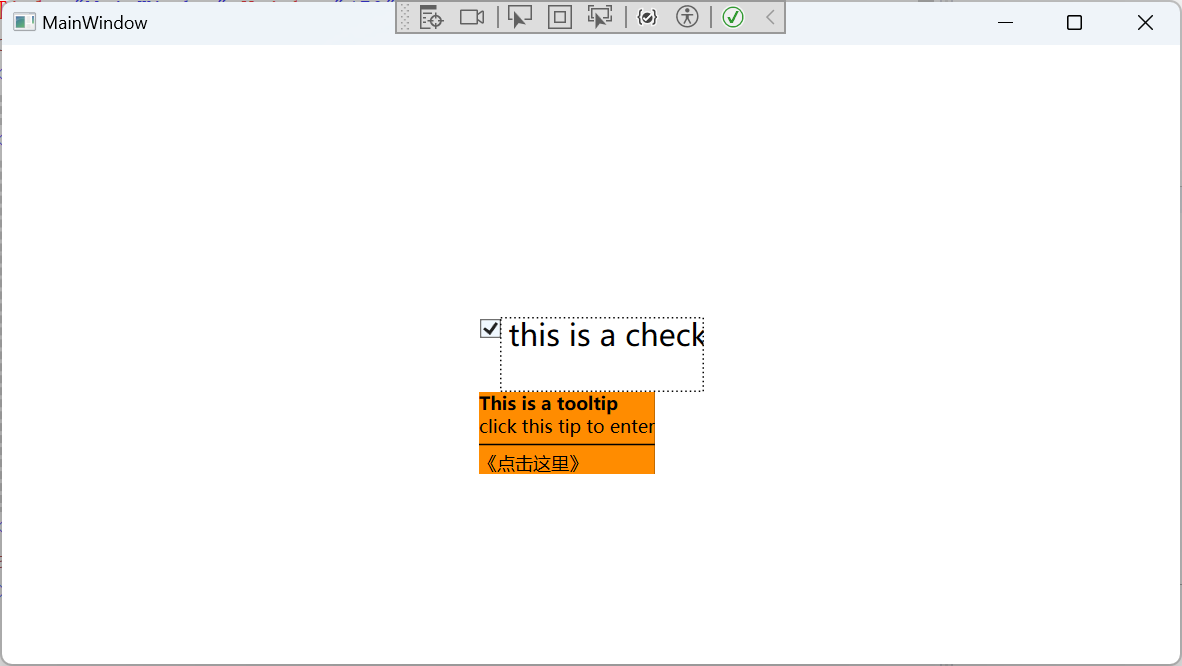 MainWindow
this is a check
This is a tooltip
click this tip to enter
《点击这里》